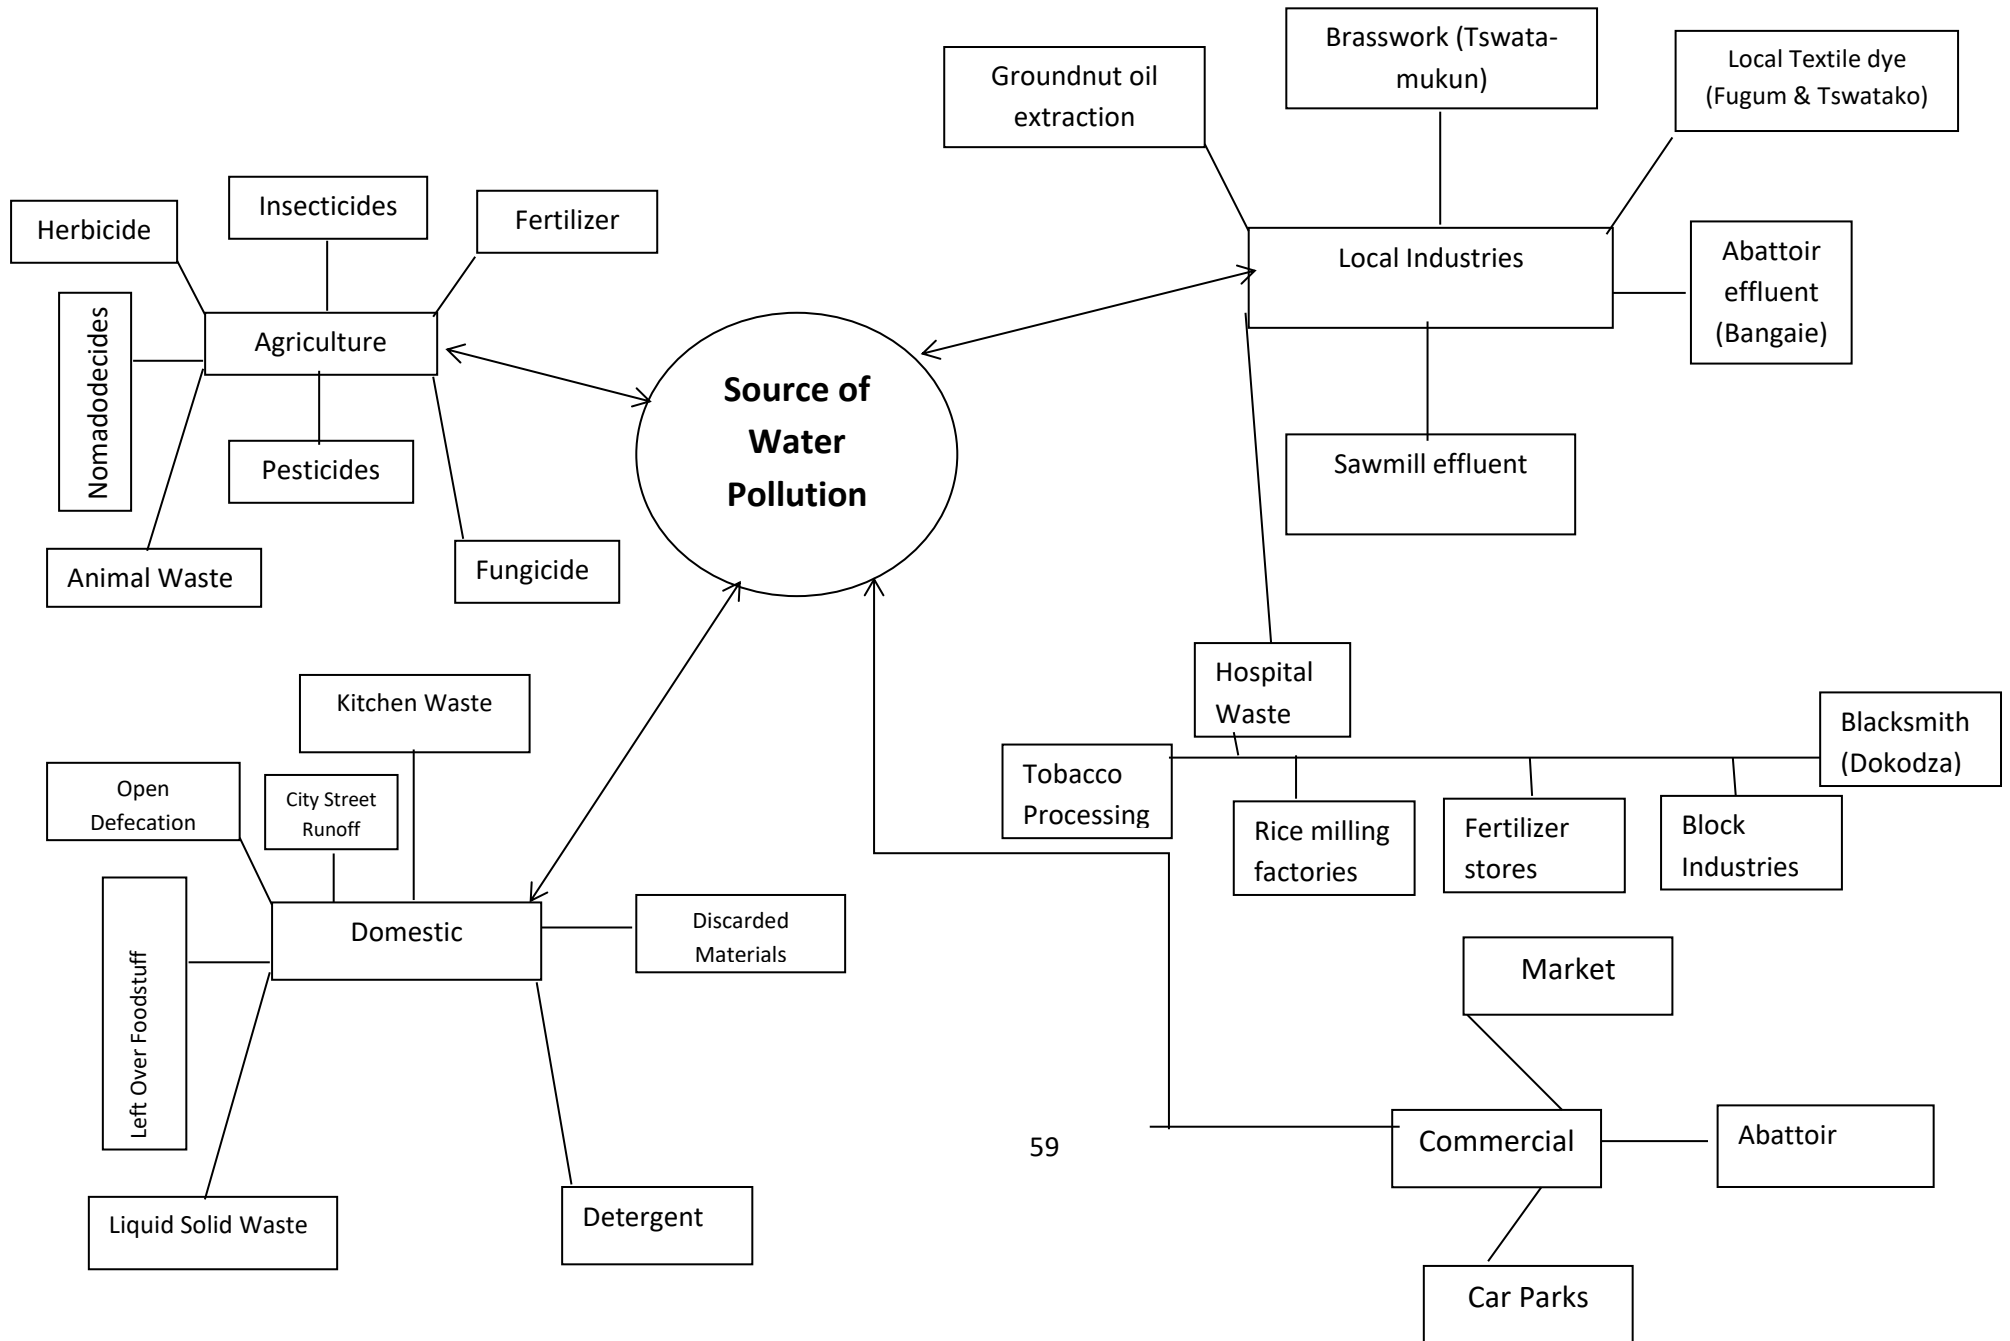 Brasswork (Tswata-
mukun)
Local Textile dye
(Fugum & Tswatako)
Groundnut oil
extraction
Insecticides
Fertilizer
Herbicide
Local Industries
Abattoir
effluent
(Bangaie)
Agriculture
Nomadodecides
Source of
Water
Pollution
Pesticides
Sawmill effluent
Animal Waste
Fungicide
Hospital
Waste
Kitchen Waste
Blacksmith
(Dokodza)
Open
Defecation
City Street
Runoff
Tobacco
Processing
Rice milling
factories
Fertilizer
stores
Block
Industries
Domestic
Discarded
Materials
Left Over Foodstuff
Market
59
Commercial
Abattoir
Liquid Solid Waste
Detergent
Car Parks